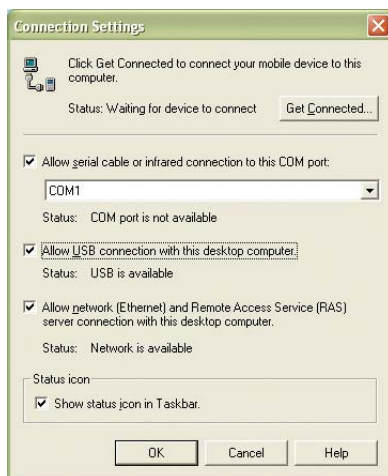 Connection Settings
Click Get Connected to connect your mobile device to this
computer.
Status: Waiting for device to connect
Get Connected...
Allow serial cable or infrared connection to this COM port:
COM1
Status: COM port is not available
Allow USB connection with this desktop computer.
Status: USB is available
Allow network (Ethernet) and Remote Access Service (RAS)
server connection with this desktop computer.
Status: Network is available
Status icon
Show status icon in Taskbar.
OK
Cancel
Help